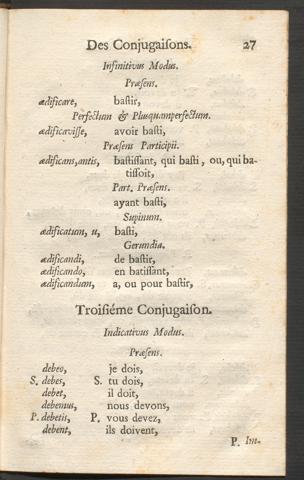 Des Conjugaiſons. 27
Infinitivus Modus.
Præſens.
ædificare, baſtir,
Perfectum & Plusquamperfectum.
ædificaviſſe, avoir baſti,
Præſens Participii.
ædificans, antis, baſtiſſant, qui baſti, ou, qui ba-
tiſſoit,
Part. Præſens.
ayant baſti,
Supinum.
ædificatum, u, baſti,
Gerundia.
ædificandi, de baſtir,
ædificando, en batiſſant,
ædificandum, a, ou pour baſtir,
Troiſiéme Conjugaiſon.
Indicativus Modus.
Præſens.
debeo, je dois,
S. debes, S. tu dois,
debet, il doit,
debemus, nous devons,
P. debetis, P. vous devez,
debent, ils doivent,
P. Im-